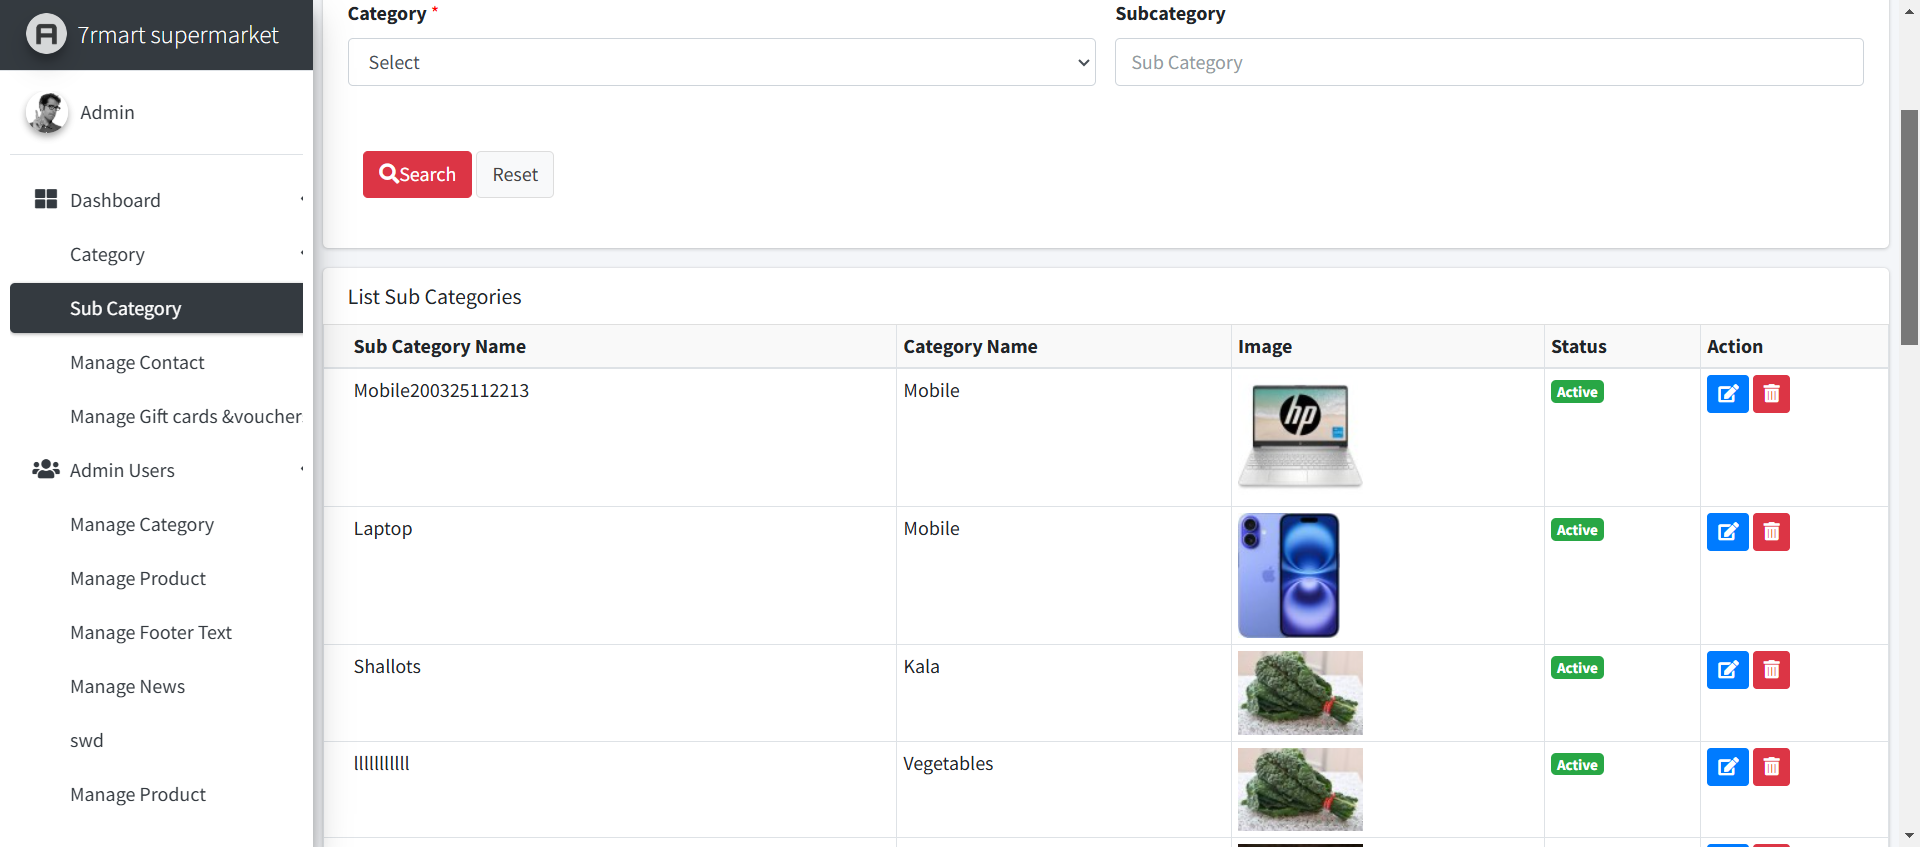 7rmart supermarket
Admin
Dashboard
Category
Sub Category
Manage Contact
Manage Gift cards &voucher
Admin Users
Manage Category
Manage Product
Manage Footer Text
Manage News
swd
Manage Product
Category *
Subcategory
Select
Sub Category
Search
Reset
List Sub Categories
Sub Category Name Category Name Image Status Action
Mobile200325112213 Mobile hp Active
Laptop Mobile Active
Shallots Kala Active
lllllllllll Vegetables Active